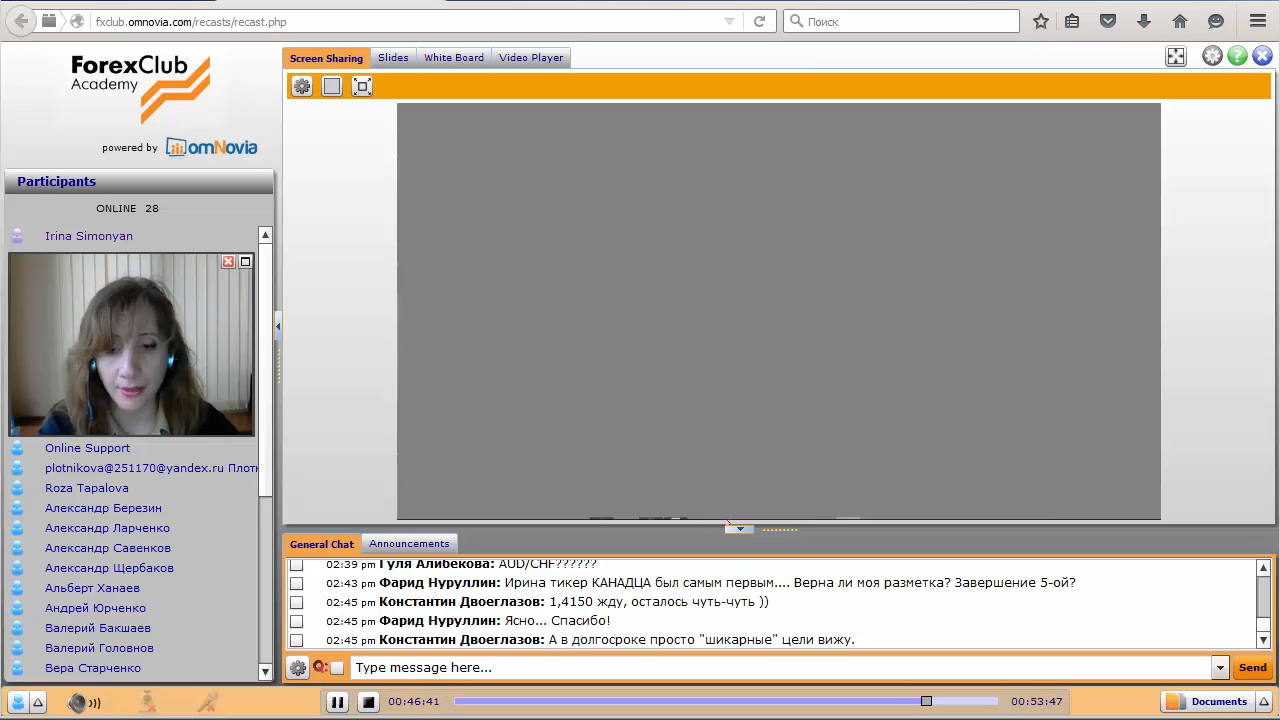 fxclub.omnovia.com/recasts/recast.php
Поиск
ForexClub
Academy
powered by omNovia
Participants
ONLINE 28
Irina Simonyan
Online Support
plotnikova@251170@yandex.ru Плотн
Roza Tapalova
Александр Березин
Александр Ларченко
Александр Савенков
Александр Щербаков
Альберт Ханаев
Андрей Юрченко
Валерий Бакшаев
Валерий Головнов
Вера Старченко
Screen Sharing
Slides
White Board
Video Player
General Chat
Announcements
02:39 pm Гуля Алибекова: AUD/CHF??????
02:43 pm Фарид Нуруллин: Ирина тикер КАНАДЦА был самым первым.... Верна ли моя разметка? Завершение 5-ой?
02:45 pm Константин Двоеглазов: 1,4150 жду, осталось чуть-чуть ))
02:45 pm Фарид Нуруллин: Ясно... Спасибо!
02:45 pm Константин Двоеглазов: А в долгосроке просто "шикарные" цели вижу.
Type message here...
Send
00:46:41
00:53:47
Documents